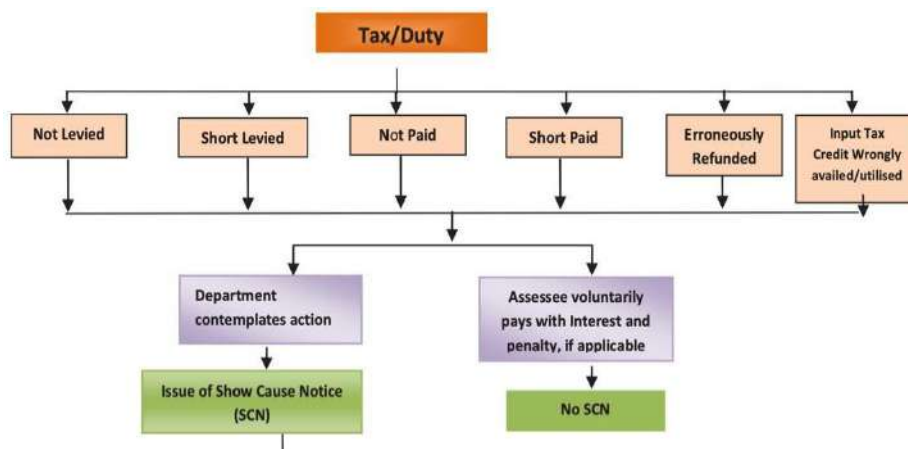 Tax/Duty
Not Levied
Short Levied
Not Paid
Short Paid
Erroneously
Refunded
Input Tax
Credit Wrongly
availed/utilised
Department
contemplates action
Assessee voluntarily
pays with Interest and
penalty, if applicable
Issue of Show Cause Notice
(SCN)
No SCN